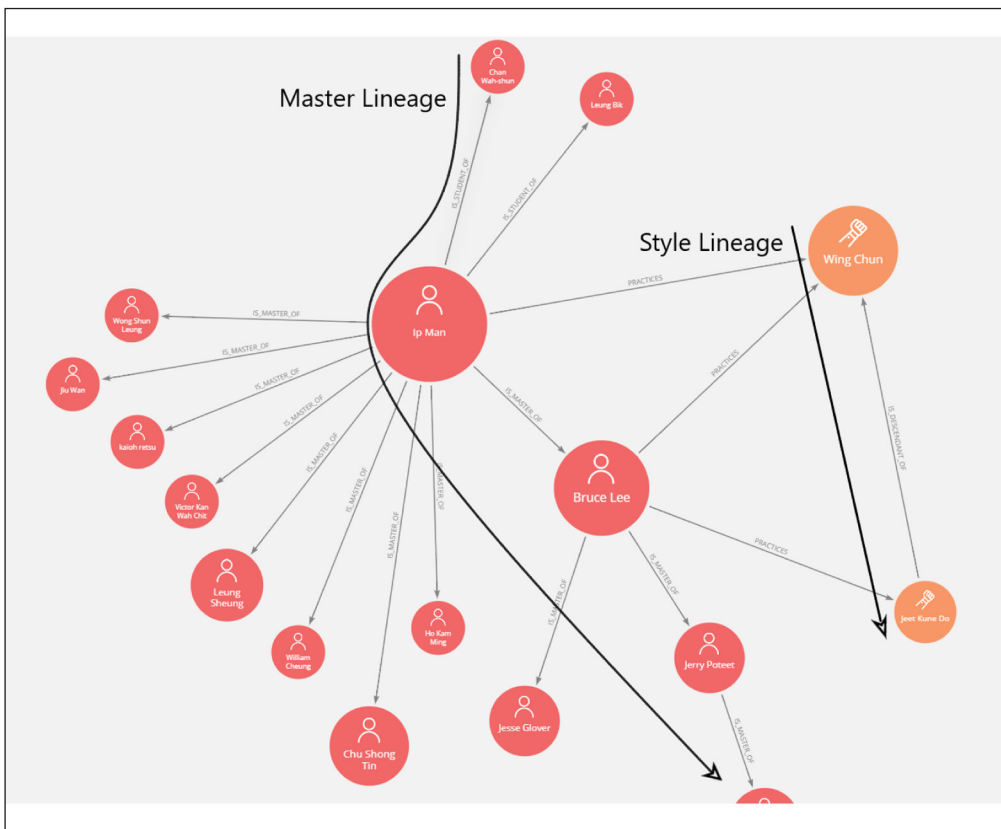 Chan
Wah-shun
Master Lineage
Leung Bik
IS_STUDENT_OF
IS_STUDENT_OF
Style Lineage
Wing Chun
PRACTICES
Ip Man
Wong Shun
Leung
IS_MASTER_OF
IS_MASTER_OF
Jiu Wan
IS_MASTER_OF
kaioh retsu
IS_MASTER_OF
Victor Kan
Wah Chit
IS_MASTER_OF
IS_MASTER_OF
IS_MASTER_OF
IS_MASTER_OF
IS_MASTER_OF
PRACTICES
IS_DESCENDANT_OF
Bruce Lee
PRACTICES
Leung
Sheung
William
Cheung
Ho Kam
Ming
IS_MASTER_OF
IS_MASTER_OF
Jeet Kune Do
Jerry Poteet
Jesse Glover
IS_MASTER_OF
Chu Shong
Tin